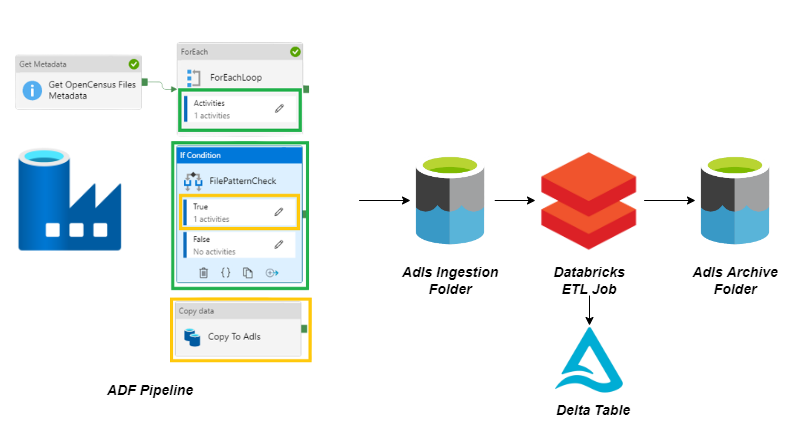 Get Metadata
Get OpenCensus Files
Metadata
ForEach
ForEachLoop
Activities
1 activities
If Condition
FilePatternCheck
True
1 activities
False
No activities
{}
Copy data
Copy To Adls
ADF Pipeline
Adls Ingestion
Folder
Databricks
ETL Job
Adls Archive
Folder
Delta Table